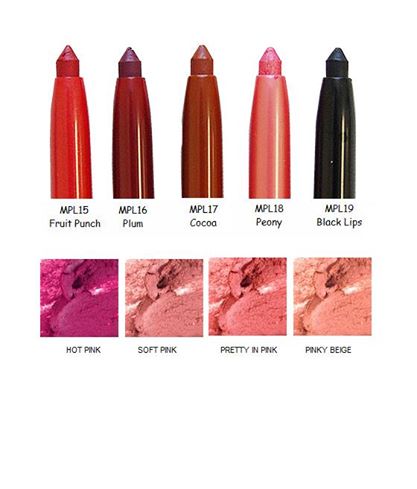 MPL15 MPL16 MPL17 MPL18 MPL19
Fruit Punch Plum Cocoa Peony Black Lips
HOT PINK SOFT PINK PRETTY IN PINK PINKY BEIGE